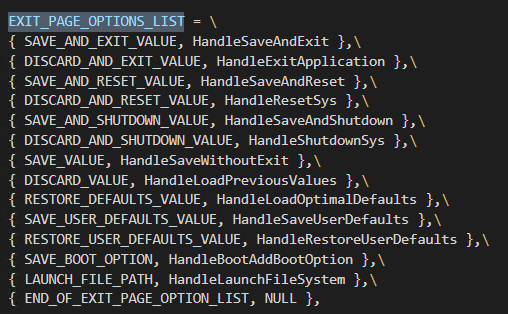 EXIT_PAGE_OPTIONS_LIST = \
{ SAVE_AND_EXIT_VALUE, HandleSaveAndExit },\
{ DISCARD_AND_EXIT_VALUE, HandleExitApplication },\
{ SAVE_AND_RESET_VALUE, HandleSaveAndReset },\
{ DISCARD_AND_RESET_VALUE, HandleResetSys },\
{ SAVE_AND_SHUTDOWN_VALUE, HandleSaveAndShutdown },\
{ DISCARD_AND_SHUTDOWN_VALUE, HandleShutdownSys },\
{ SAVE_VALUE, HandleSaveWithoutExit },\
{ DISCARD_VALUE, HandleLoadPreviousValues },\
{ RESTORE_DEFAULTS_VALUE, HandleLoadOptimalDefaults },\
{ SAVE_USER_DEFAULTS_VALUE, HandleSaveUserDefaults },\
{ RESTORE_USER_DEFAULTS_VALUE, HandleRestoreUserDefaults },\
{ SAVE_BOOT_OPTION, HandleBootAddBootOption },\
{ LAUNCH_FILE_PATH, HandleLaunchFileSystem },\
{ END_OF_EXIT_PAGE_OPTION_LIST, NULL },